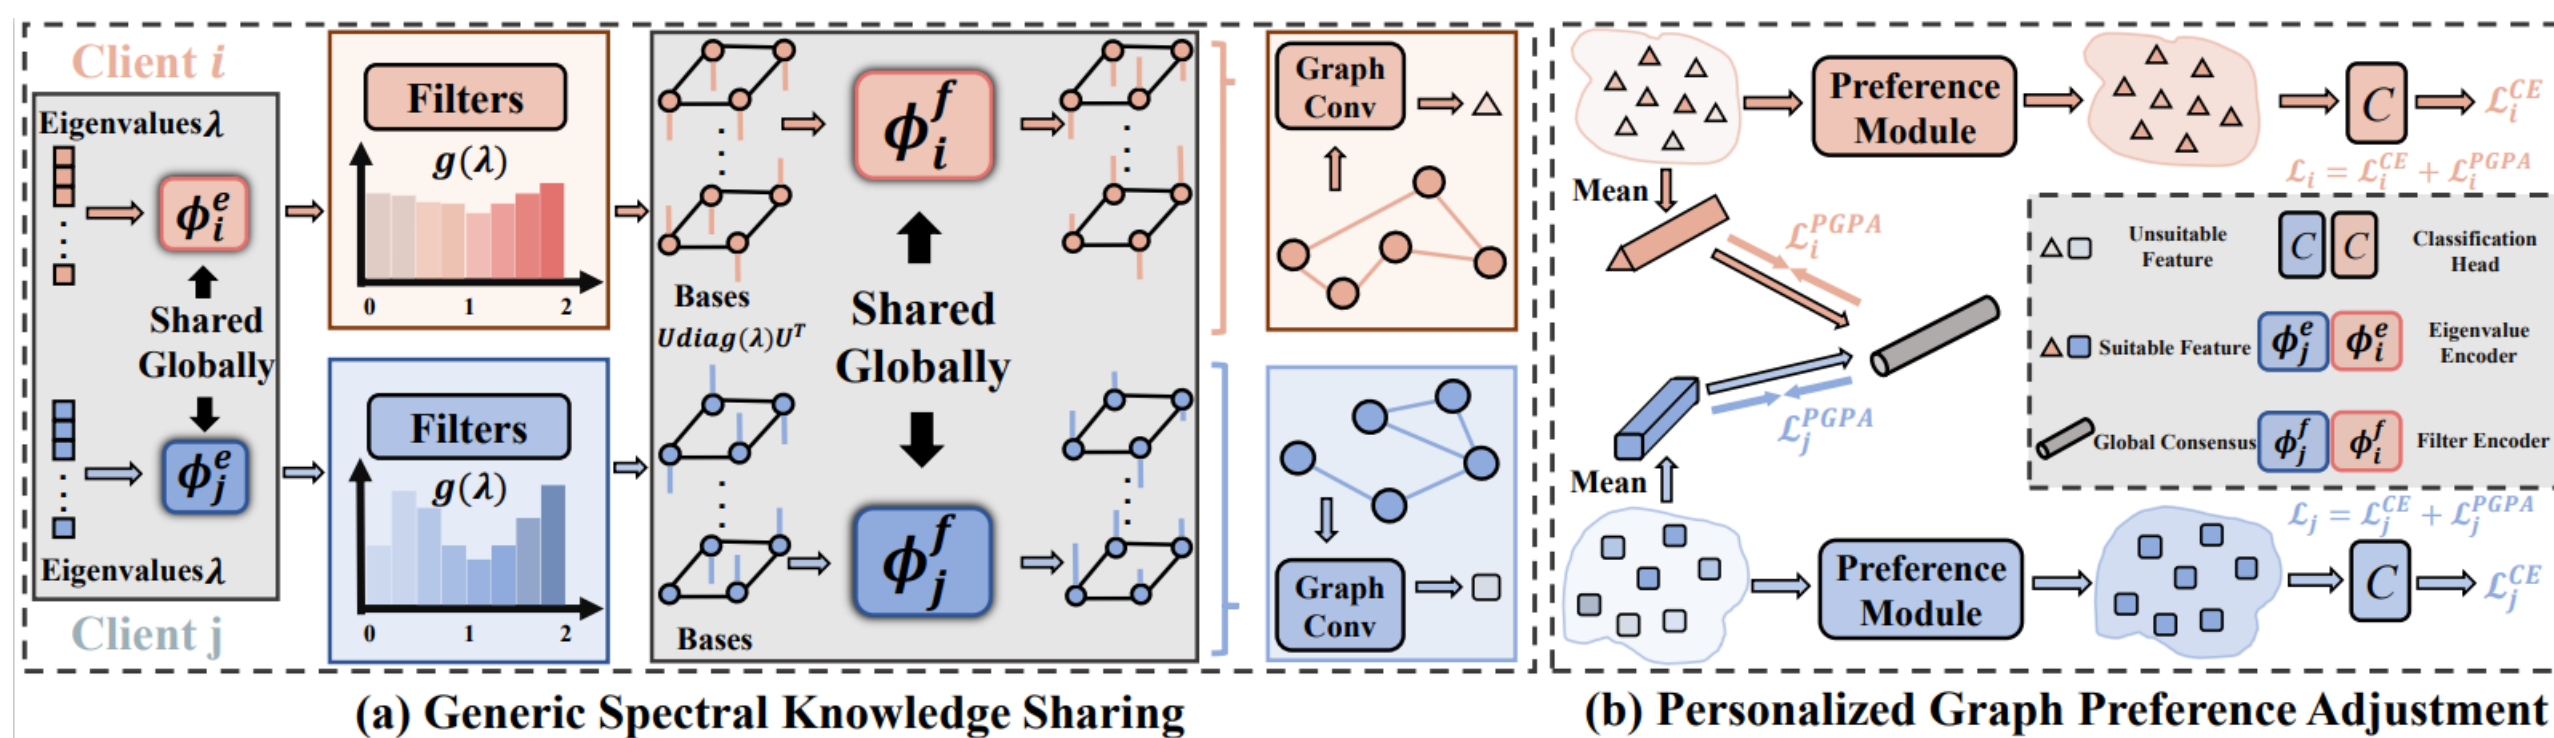 Client i
Eigenvalues λ
ϕ_i^e
Shared
Globally
ϕ_j^e
Eigenvalues λ
Client j
Filters
g(λ)
0 1 2
Filters
g(λ)
0 1 2
Bases
Udiag(λ)U^T
ϕ_i^f
Shared
Globally
ϕ_j^f
Bases
Graph
Conv
Graph
Conv
(a) Generic Spectral Knowledge Sharing
Preference
Module
C
ℒ_i^{CE}
ℒ_i = ℒ_i^{CE} + ℒ_i^{PGPA}
Mean
ℒ_i^{PGPA}
ℒ_j^{PGPA}
Mean
Unsuitable
Feature
C C
Classification
Head
Suitable Feature
ϕ_j^e ϕ_i^e
Eigenvalue
Encoder
Global Consensus
ϕ_j^f ϕ_i^f
Filter Encoder
ℒ_j = ℒ_j^{CE} + ℒ_j^{PGPA}
Preference
Module
C
ℒ_j^{CE}
(b) Personalized Graph Preference Adjustment